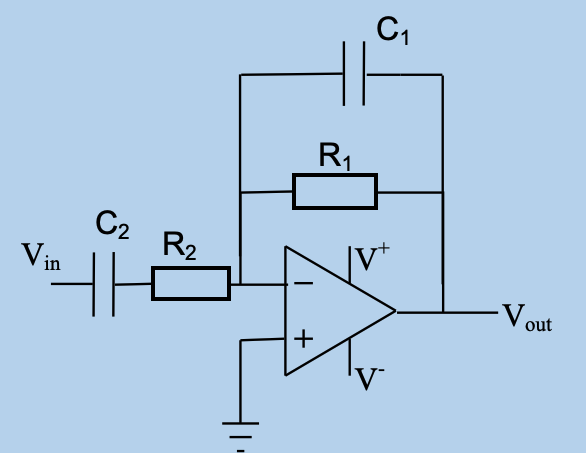 C₁
R₁
C₂
R₂
Vin
−
V⁺
+
Vout
V⁻